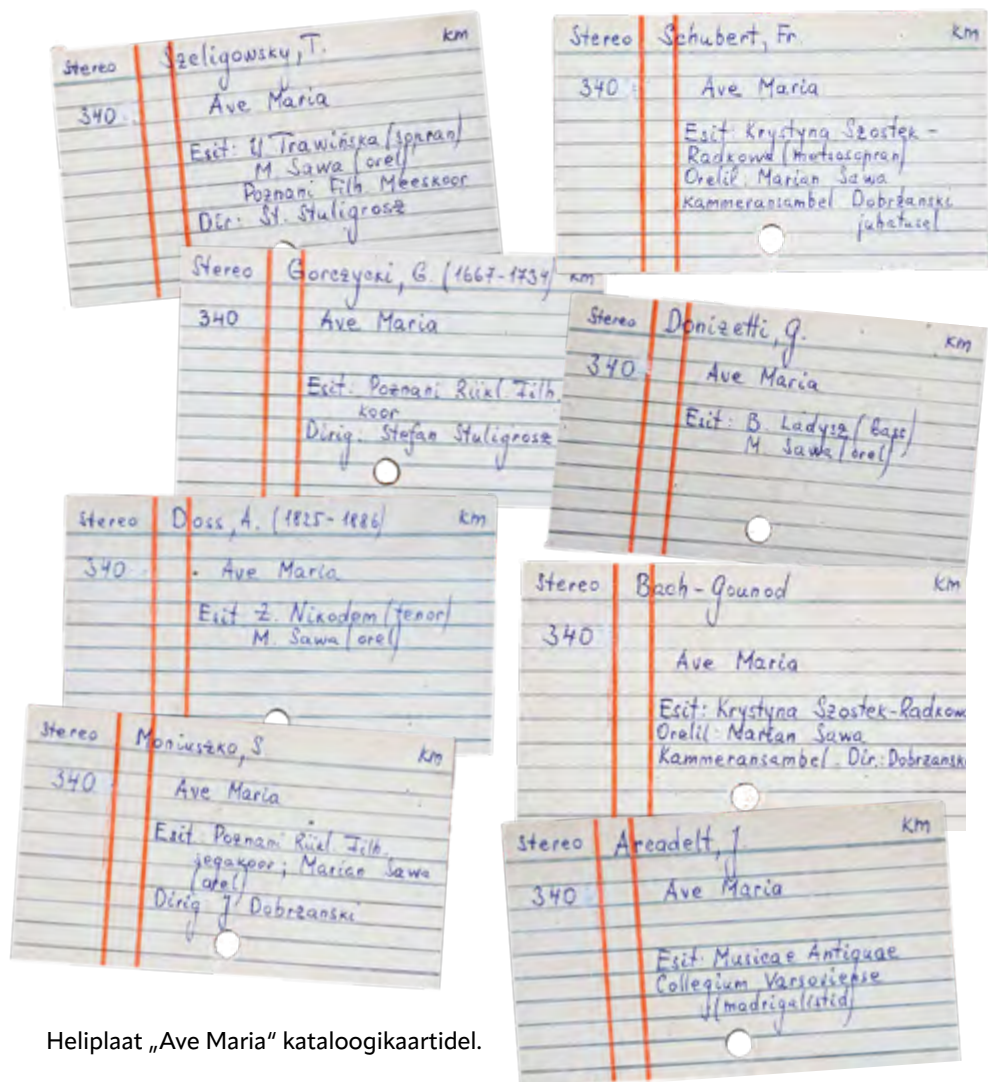 Stereo Szeligowsky, T. km
340 Ave Maria
Esit: U Trawińska (sopran)
M Sawa (orel)
Poznani Filh. Meeskoor
Dir: St. Stuligrosz
Stereo Schubert, Fr. km
340 Ave Maria
Esit: Krystyna Szostek-
Radkowa (metsosopran)
Orelil: Marian Sawa
Kammeransambel Dobrzanski
juhatusel
Stereo Gorczycki, G. (1667-1734) km
340 Ave Maria
Esit: Poznani Riikl. Filh.
koor
Dirig: Stefan Stuligrosz
Stereo Donizetti, G. km
340 Ave Maria
Esit: B. Ladysz (bass)
M. Sawa (orel)
Stereo Doss, A. (1825-1886) km
340 Ave Maria
Esit Z. Nikodem (tenor)
M. Sawa (orel)
Stereo Bach-Gounod km
340
Ave Maria
Esit: Krystyna Szostek-Radkow
Orelil: Marian Sawa
Kammeransambel. Dir.: Dobrzansk
Stereo Moniuszko, S km
340 Ave Maria
Esit: Poznani Riikl. Filh.
segakoor; Marian Sawa
(orel)
Dirig J Dobrzanski
Stereo Arcadelt, J. km
340 Ave Maria
Esit: Musicae Antiquae
Collegium Varsoviense
(madrigalistid)
Heliplaat „Ave Maria“ kataloogikaartidel.